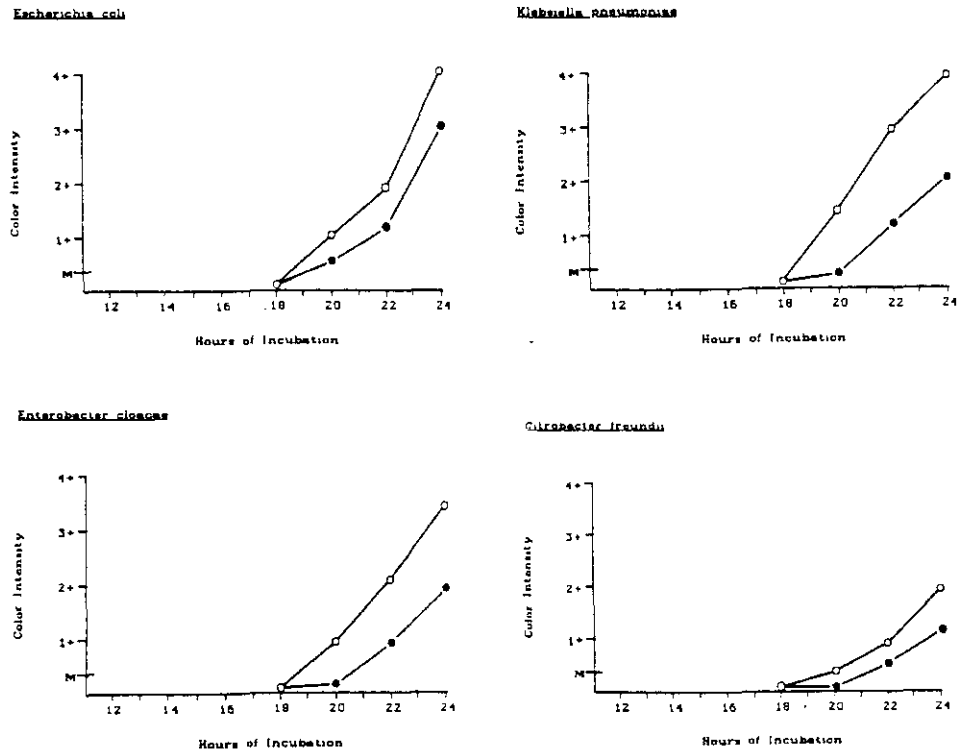 Escherichia coli
Klebsiella pneumoniae
4+
3+
2+
1+
M
Color Intensity
12 14 16 .18 20 22 24
Hours of Incubation
4+
3+
2+
1+
M
Color Intensity
12 14 16 18 20 22 24
Hours of Incubation
Enterobacter cloacae
Citrobacter freundii
4+
3+
2+
1+
M
Color Intensity
12 14 16 18 20 22 24
Hours of Incubation
4+
3+
2+
1+
M
Color Intensity
12 14 16 18 20 22 24
Hours of Incubation